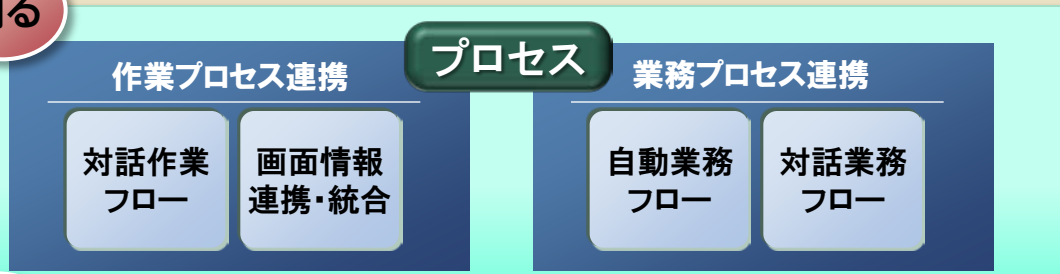 プロセス
作業プロセス連携
対話作業
フロー
画面情報
連携・統合
業務プロセス連携
自動業務
フロー
対話業務
フロー